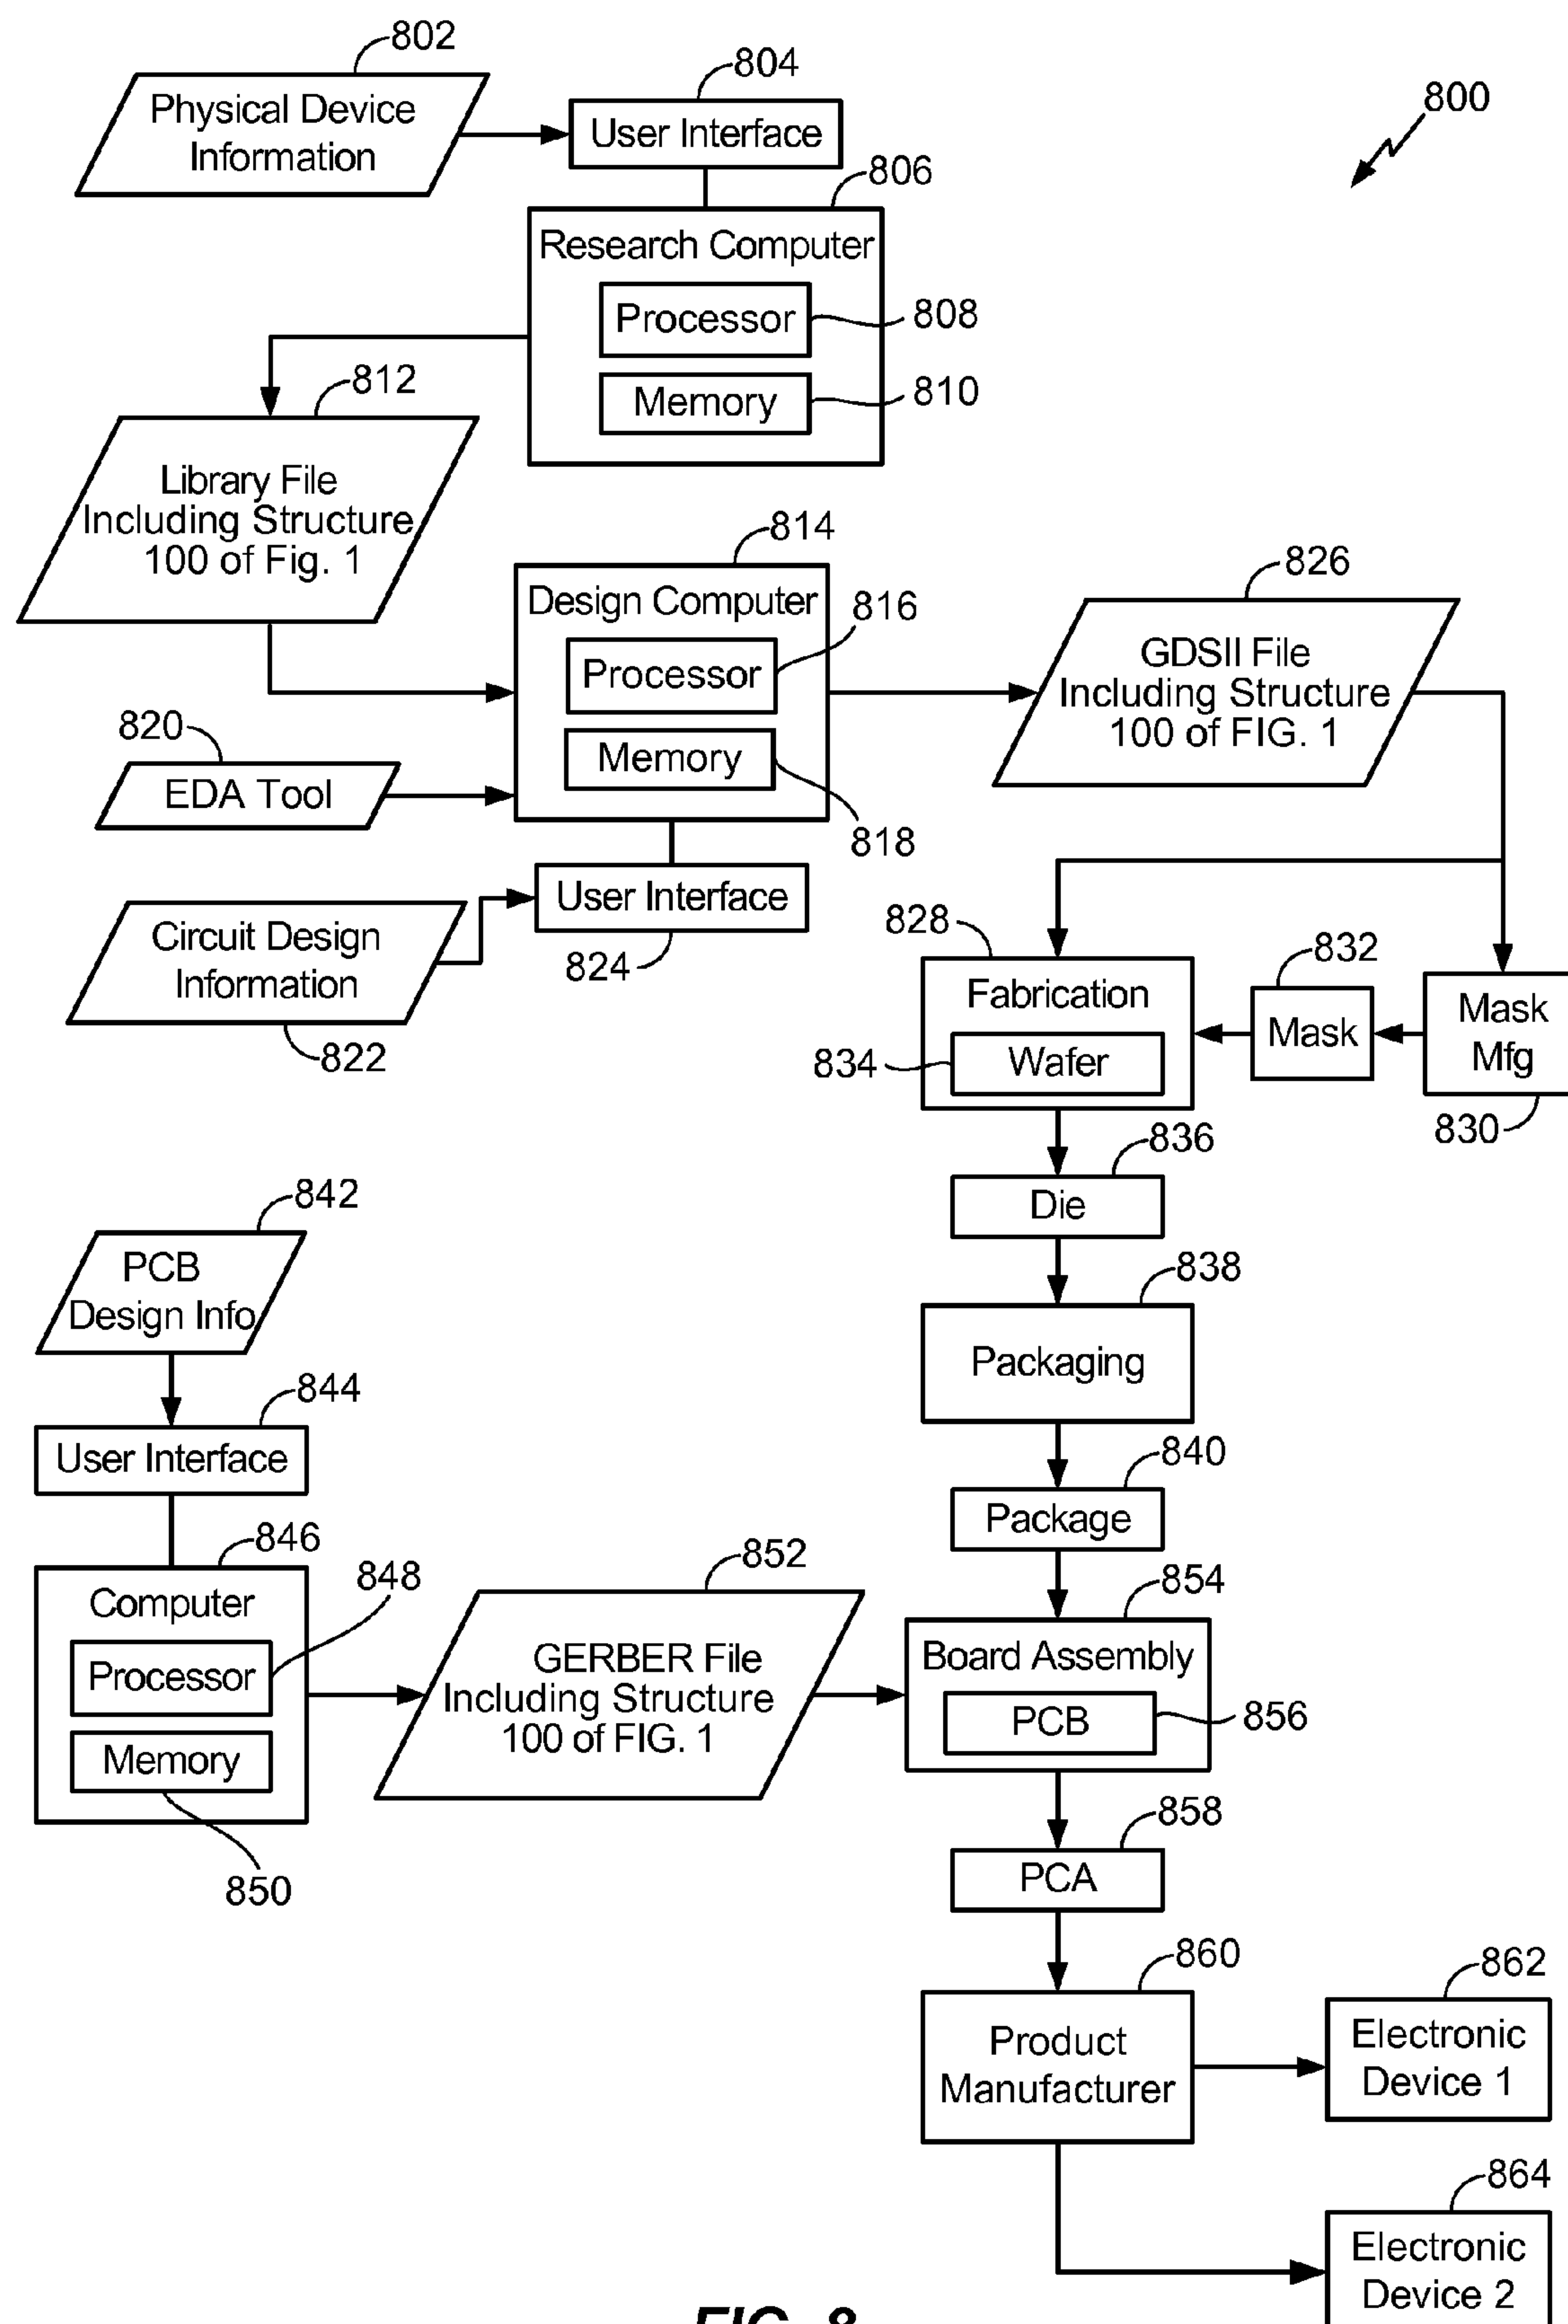 802
Physical Device
Information
804
User Interface
800
806
Research Computer
Processor
808
Memory
810
812
Library File
Including Structure
100 of Fig. 1
814
Design Computer
816
Processor
Memory
818
820
EDA Tool
822
Circuit Design
Information
User Interface
824
826
GDSII File
Including Structure
100 of FIG. 1
828
Fabrication
834
Wafer
832
Mask
Mask
Mfg
830
836
Die
838
Packaging
840
Package
842
PCB
Design Info
844
User Interface
846
Computer
848
Processor
Memory
850
852
GERBER File
Including Structure
100 of FIG. 1
854
Board Assembly
PCB
856
858
PCA
860
Product
Manufacturer
862
Electronic
Device 1
864
Electronic
Device 2
FIG. 8